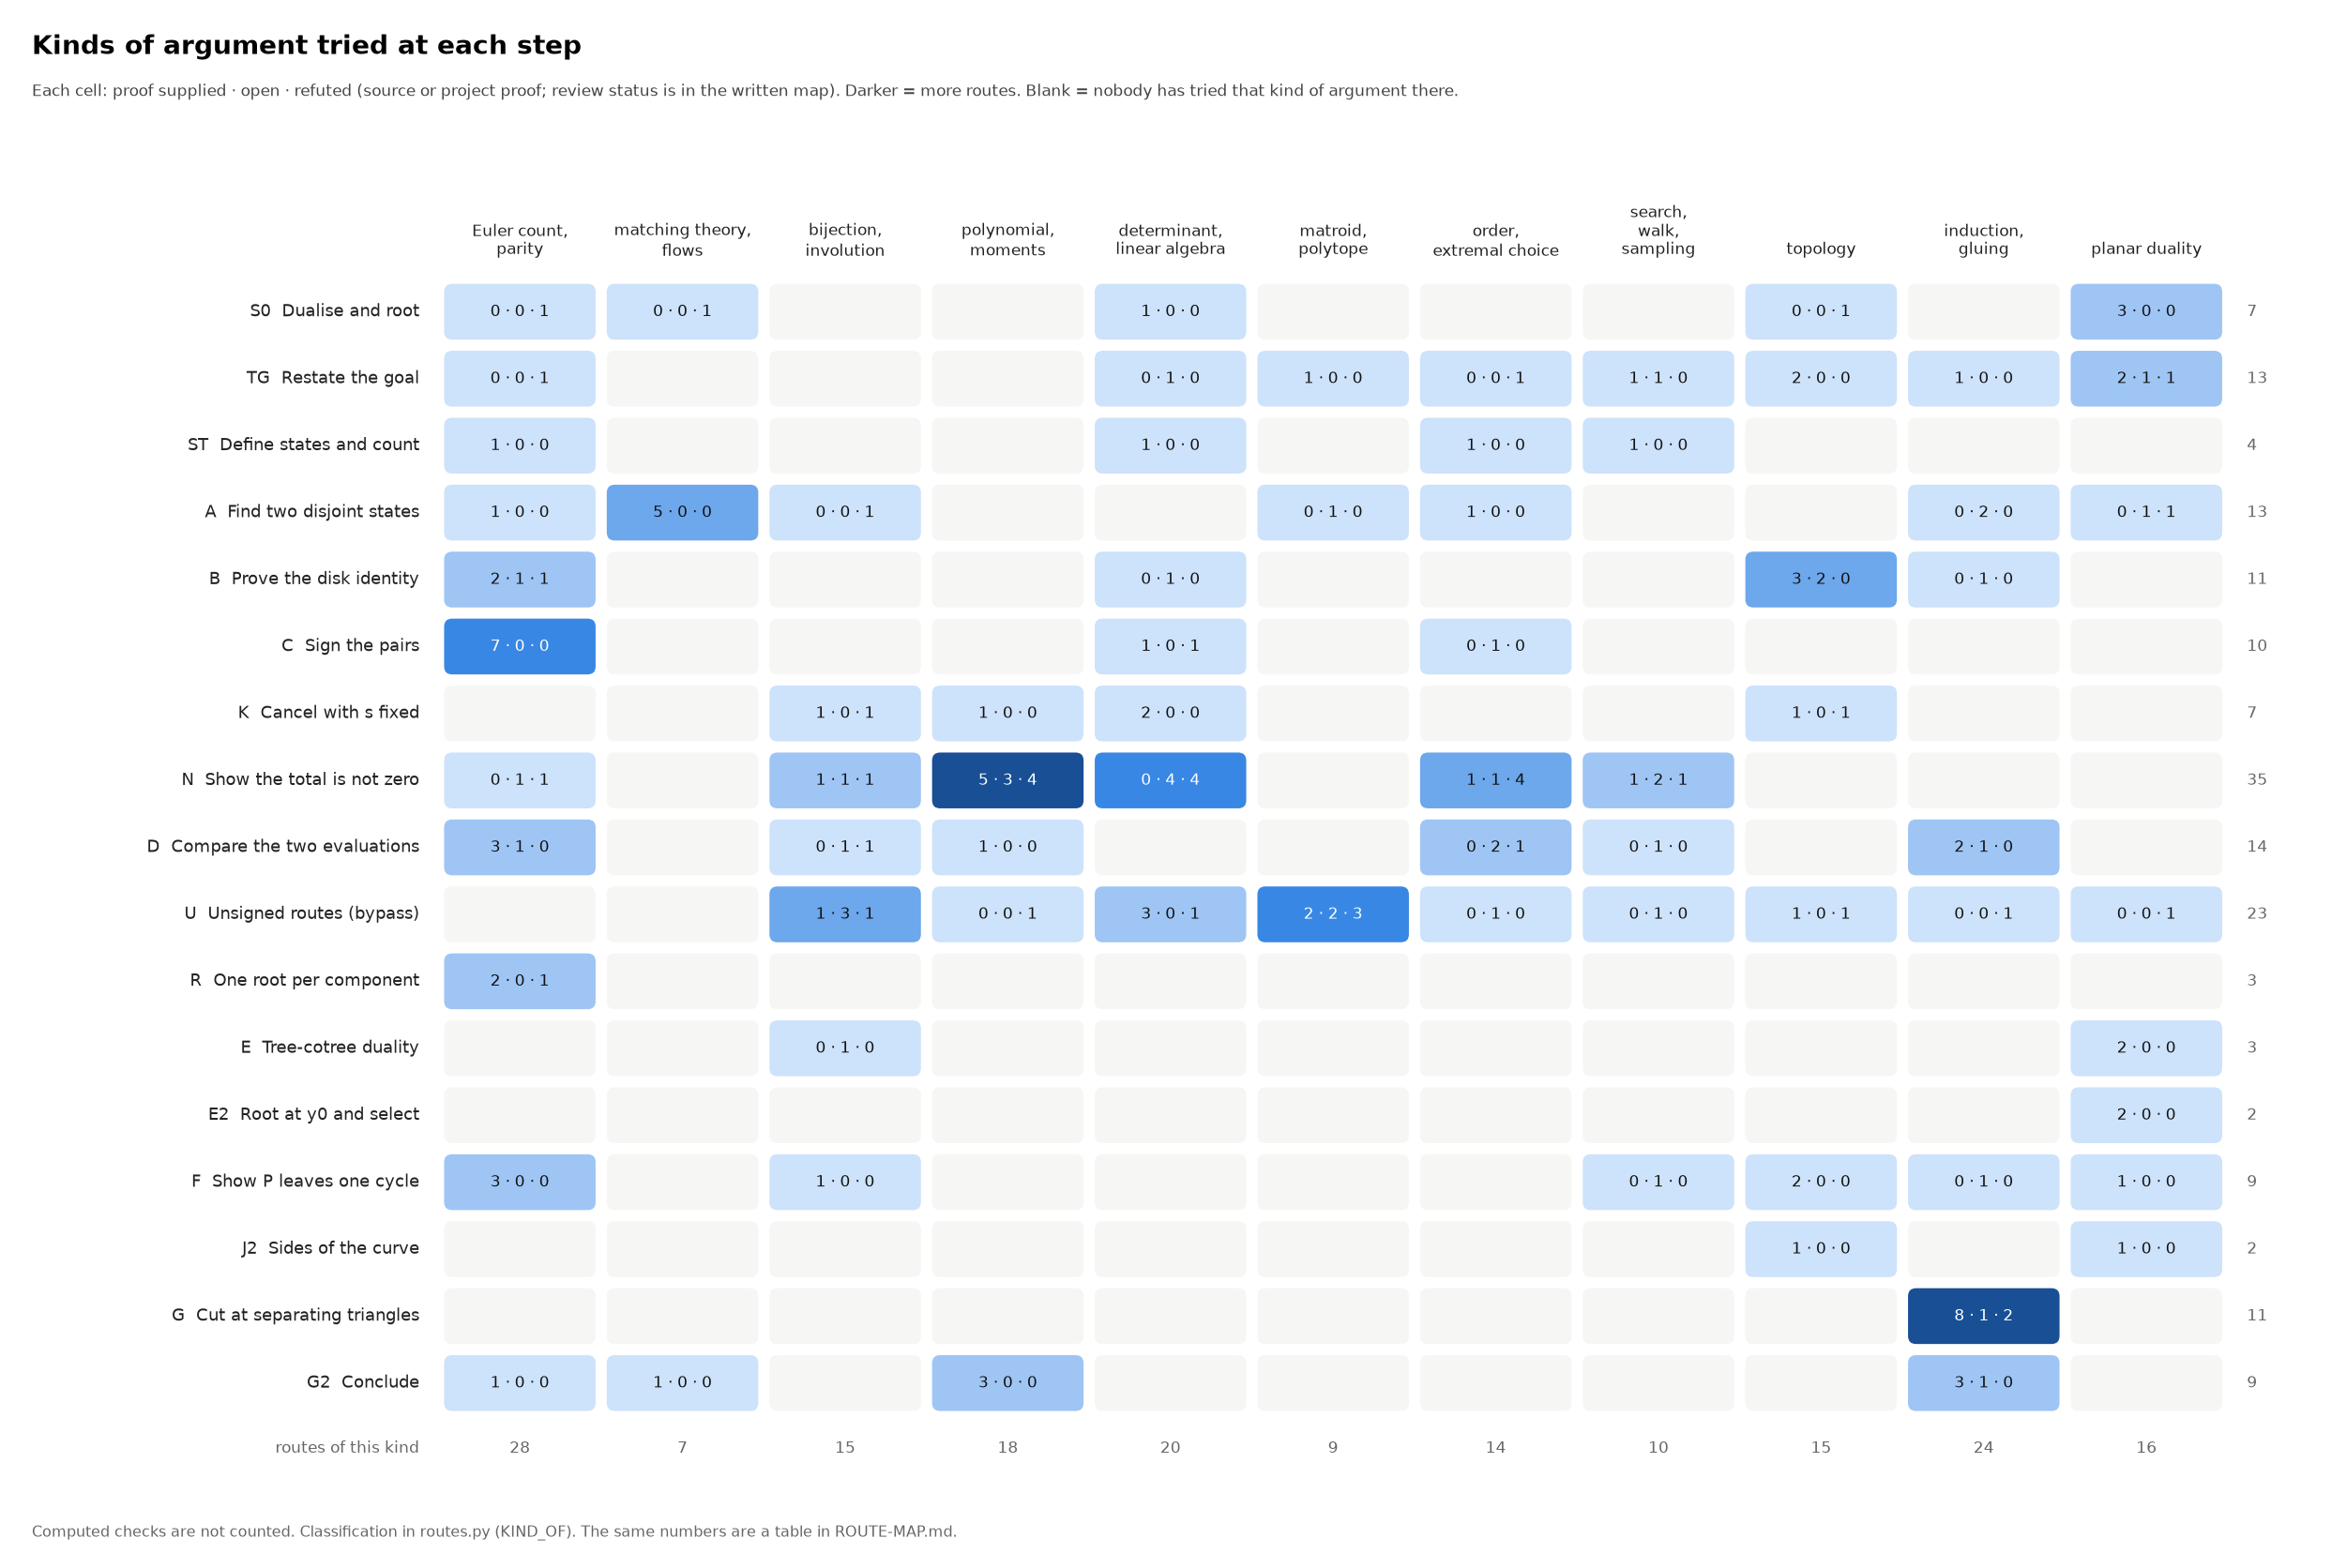 Kinds of argument tried at each step
Each cell: proof supplied · open · refuted (source or project proof; review status is in the written map). Darker = more routes. Blank = nobody has tried that kind of argument there.
Euler count, parity
matching theory, flows
bijection, involution
polynomial, moments
determinant, linear algebra
matroid, polytope
order, extremal choice
search, walk, sampling
topology
induction, gluing
planar duality
S0 Dualise and root 0 · 0 · 1 0 · 0 · 1 1 · 0 · 0 0 · 0 · 1 3 · 0 · 0 7
TG Restate the goal 0 · 0 · 1 0 · 1 · 0 1 · 0 · 0 0 · 0 · 1 1 · 1 · 0 2 · 0 · 0 1 · 0 · 0 2 · 1 · 1 13
ST Define states and count 1 · 0 · 0 1 · 0 · 0 1 · 0 · 0 1 · 0 · 0 4
A Find two disjoint states 1 · 0 · 0 5 · 0 · 0 0 · 0 · 1 0 · 1 · 0 1 · 0 · 0 0 · 2 · 0 0 · 1 · 1 13
B Prove the disk identity 2 · 1 · 1 0 · 1 · 0 3 · 2 · 0 0 · 1 · 0 11
C Sign the pairs 7 · 0 · 0 1 · 0 · 1 0 · 1 · 0 10
K Cancel with s fixed 1 · 0 · 1 1 · 0 · 0 2 · 0 · 0 1 · 0 · 1 7
N Show the total is not zero 0 · 1 · 1 1 · 1 · 1 5 · 3 · 4 0 · 4 · 4 1 · 1 · 4 1 · 2 · 1 35
D Compare the two evaluations 3 · 1 · 0 0 · 1 · 1 1 · 0 · 0 0 · 2 · 1 0 · 1 · 0 2 · 1 · 0 14
U Unsigned routes (bypass) 1 · 3 · 1 0 · 0 · 1 3 · 0 · 1 2 · 2 · 3 0 · 1 · 0 0 · 1 · 0 1 · 0 · 1 0 · 0 · 1 0 · 0 · 1 23
R One root per component 2 · 0 · 1 3
E Tree-cotree duality 0 · 1 · 0 2 · 0 · 0 3
E2 Root at y0 and select 2 · 0 · 0 2
F Show P leaves one cycle 3 · 0 · 0 1 · 0 · 0 0 · 1 · 0 2 · 0 · 0 0 · 1 · 0 1 · 0 · 0 9
J2 Sides of the curve 1 · 0 · 0 1 · 0 · 0 2
G Cut at separating triangles 8 · 1 · 2 11
G2 Conclude 1 · 0 · 0 1 · 0 · 0 3 · 0 · 0 3 · 1 · 0 9
routes of this kind 28 7 15 18 20 9 14 10 15 24 16
Computed checks are not counted. Classification in routes.py (KIND_OF). The same numbers are a table in ROUTE-MAP.md.